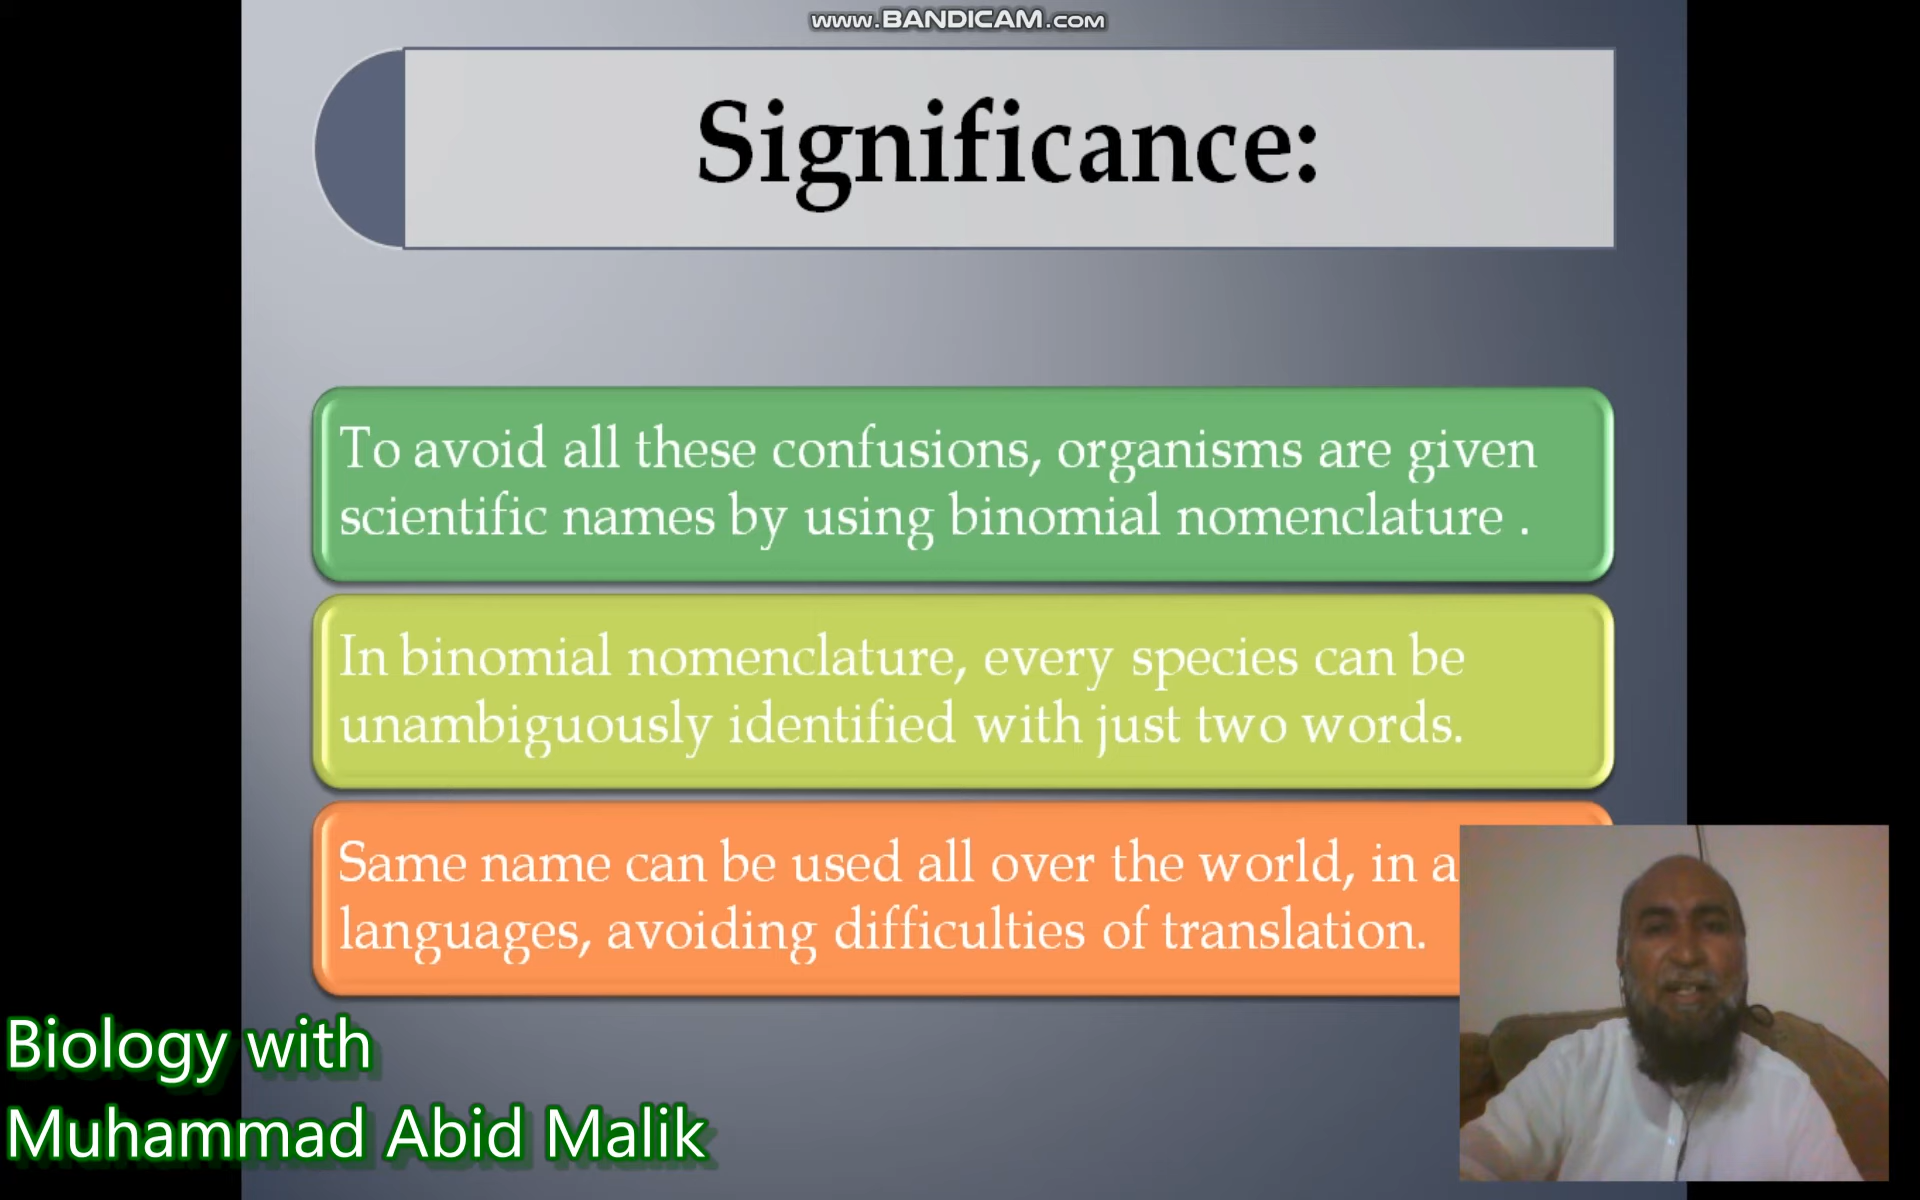 www.BANDICAM.com
Significance:
To avoid all these confusions, organisms are given
scientific names by using binomial nomenclature .
In binomial nomenclature, every species can be
unambiguously identified with just two words.
Same name can be used all over the world, in
languages, avoiding difficulties of translation.
Biology with
Muhammad Abid Malik